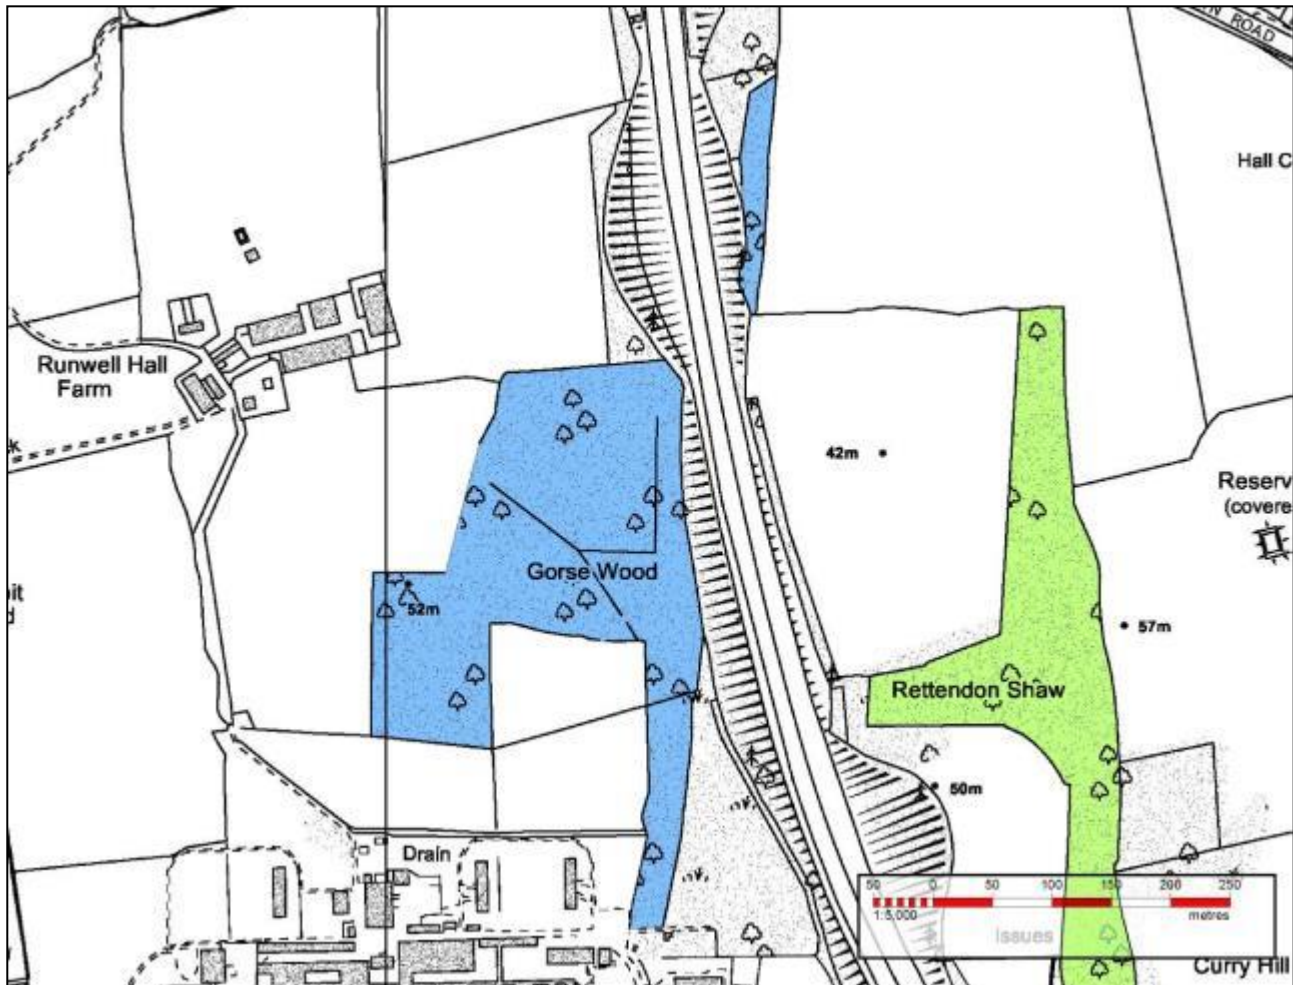 ROAD
Hall C
Runwell Hall
Farm
42m
Reserv
(covere
Gorse Wood
52m
57m
Rettendon Shaw
50m
Drain
50 0 50 100 150 200 250
1:5,000 metres
Issues
Curry Hill